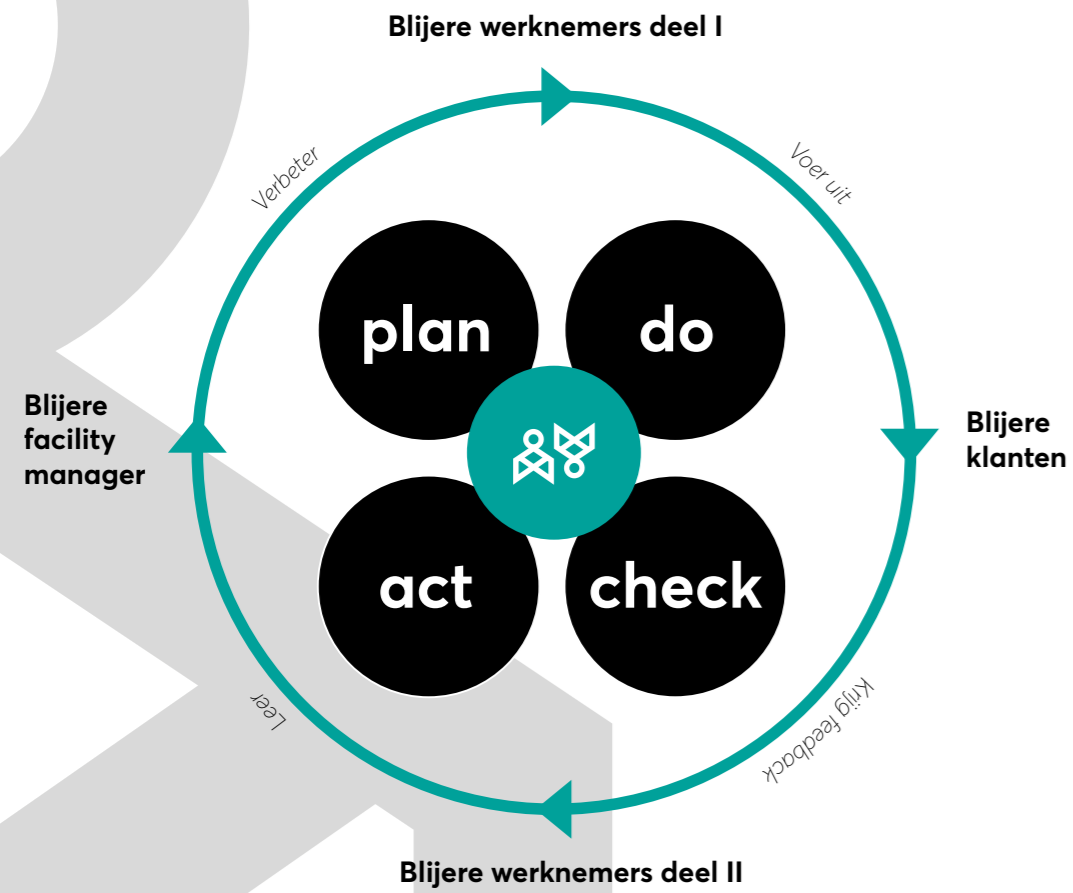 Blijere werknemers deel I
Verbeter
Voer uit
plan
do
Blijere
facility
manager
Blijere
klanten
act
check
Leer
Krijg feedback
Blijere werknemers deel II